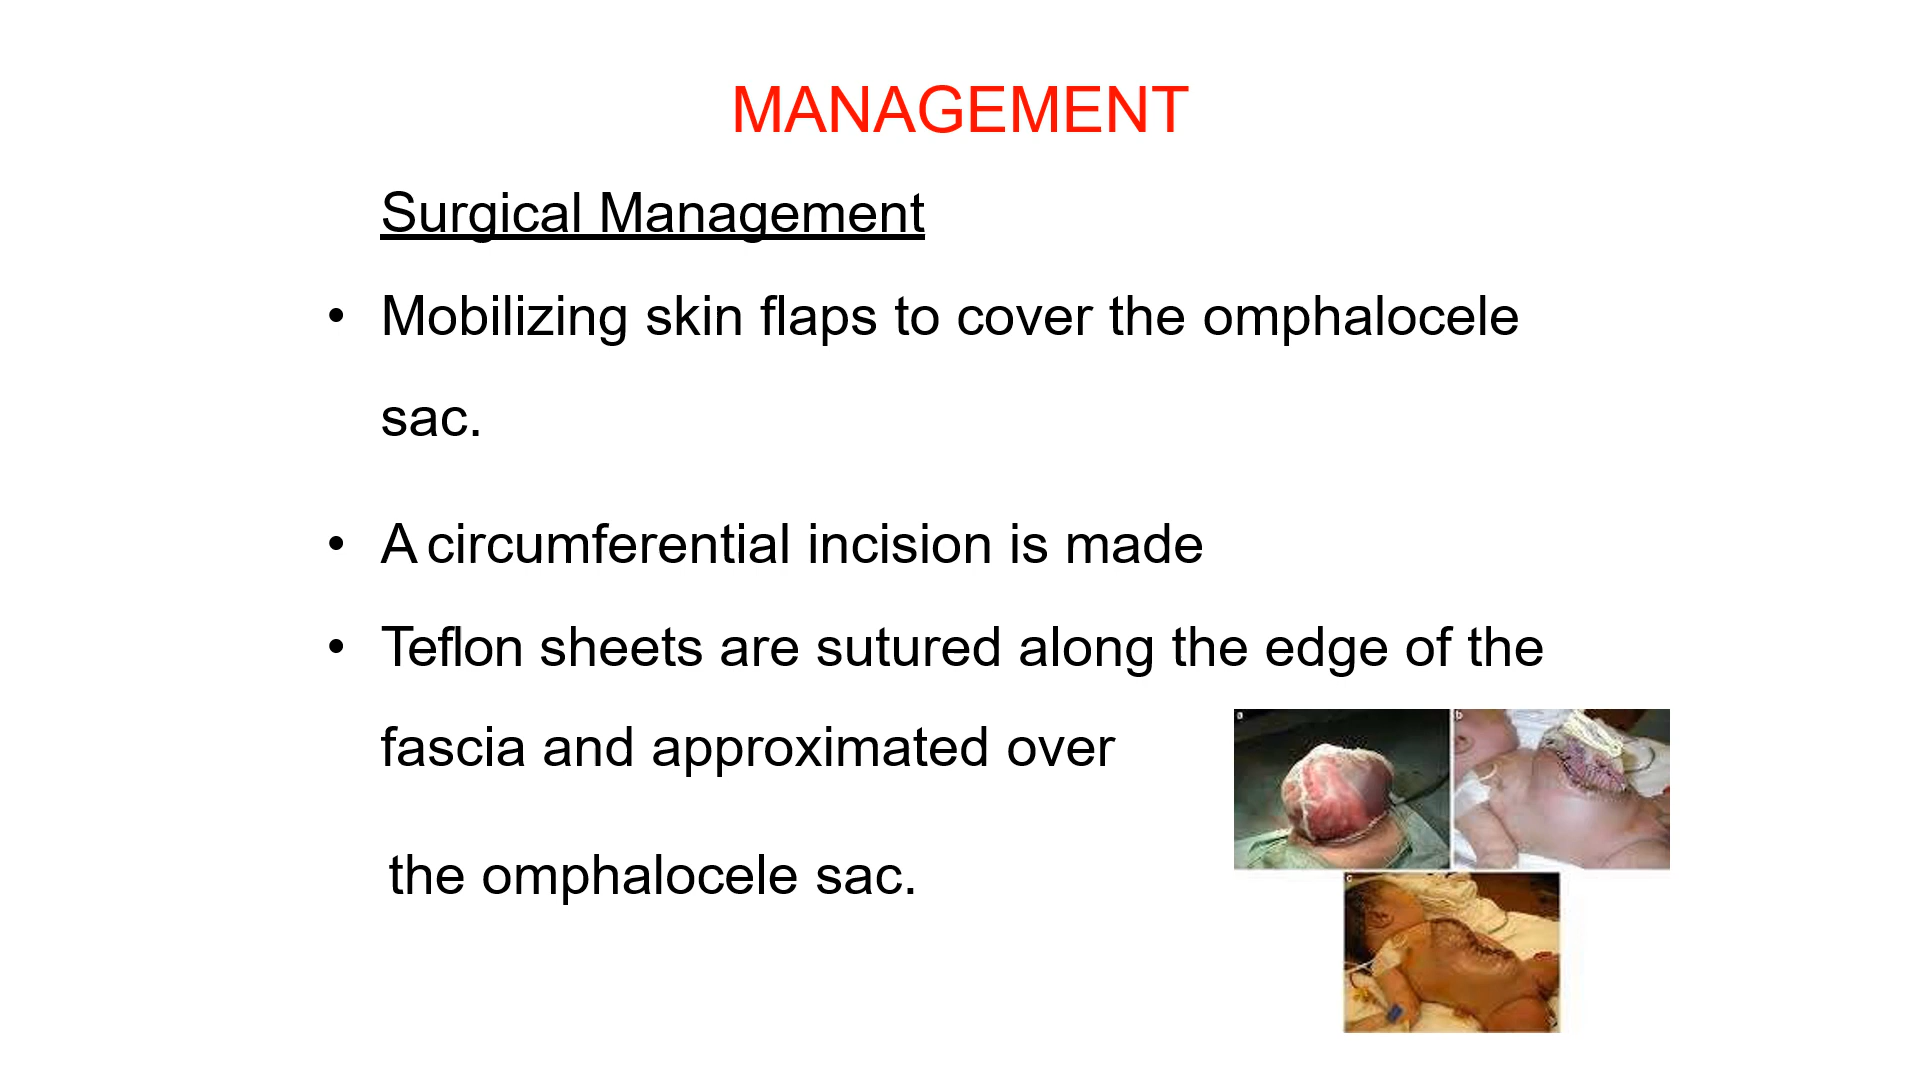 MANAGEMENT
Surgical Management
• Mobilizing skin flaps to cover the omphalocele
sac.
• A circumferential incision is made
• Teflon sheets are sutured along the edge of the
fascia and approximated over
the omphalocele sac.
a
b
c